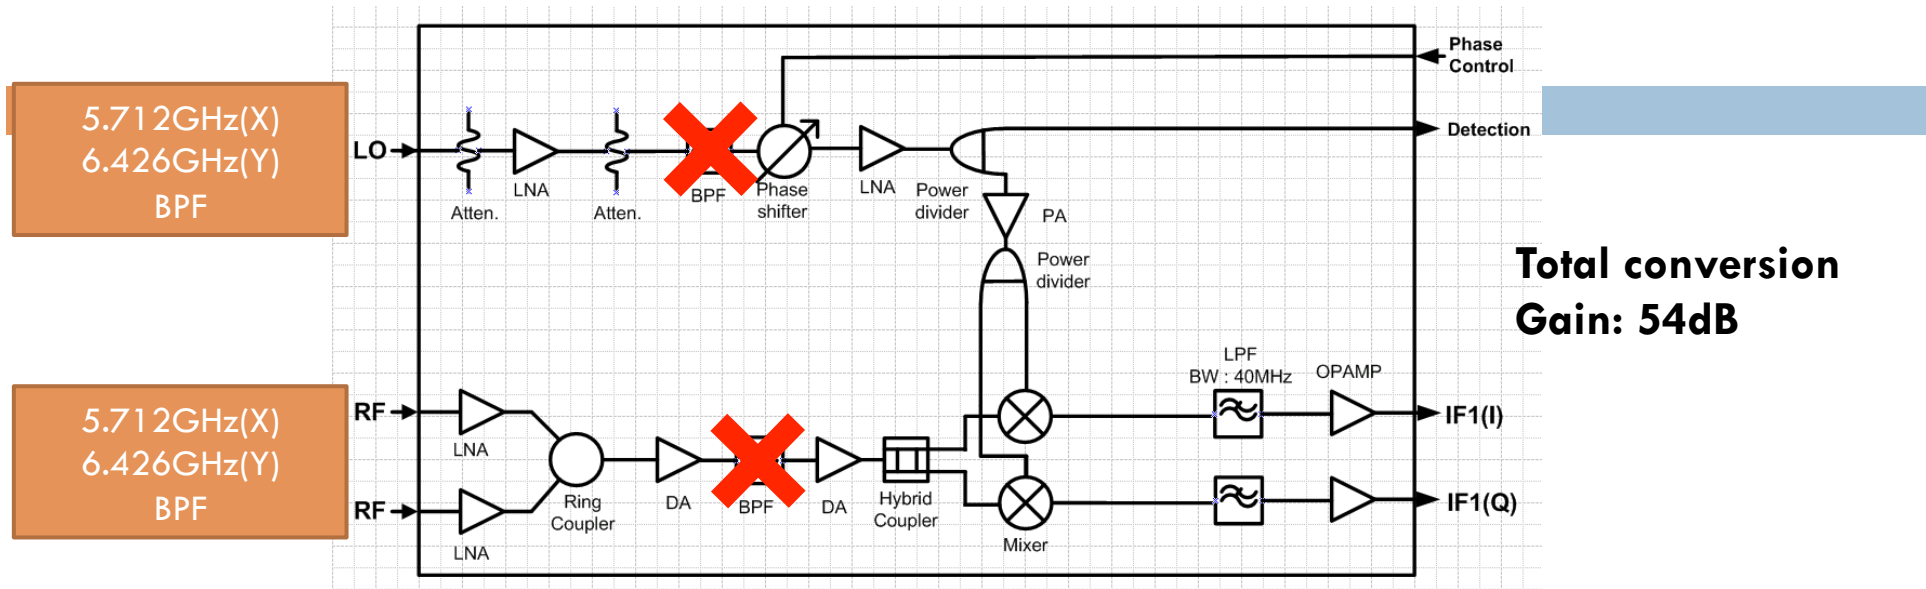 Phase
Control
5.712GHz(X)
6.426GHz(Y)
BPF
LO
Detection
LNA
BPF
Phase
shifter
LNA
Power
divider
Atten.
Atten.
PA
Power
divider
Total conversion
Gain: 54dB
LPF
BW : 40MHz
OPAMP
5.712GHz(X)
6.426GHz(Y)
BPF
RF
IF1(I)
LNA
Ring
Coupler
DA
BPF
DA
Hybrid
Coupler
RF
IF1(Q)
LNA
Mixer